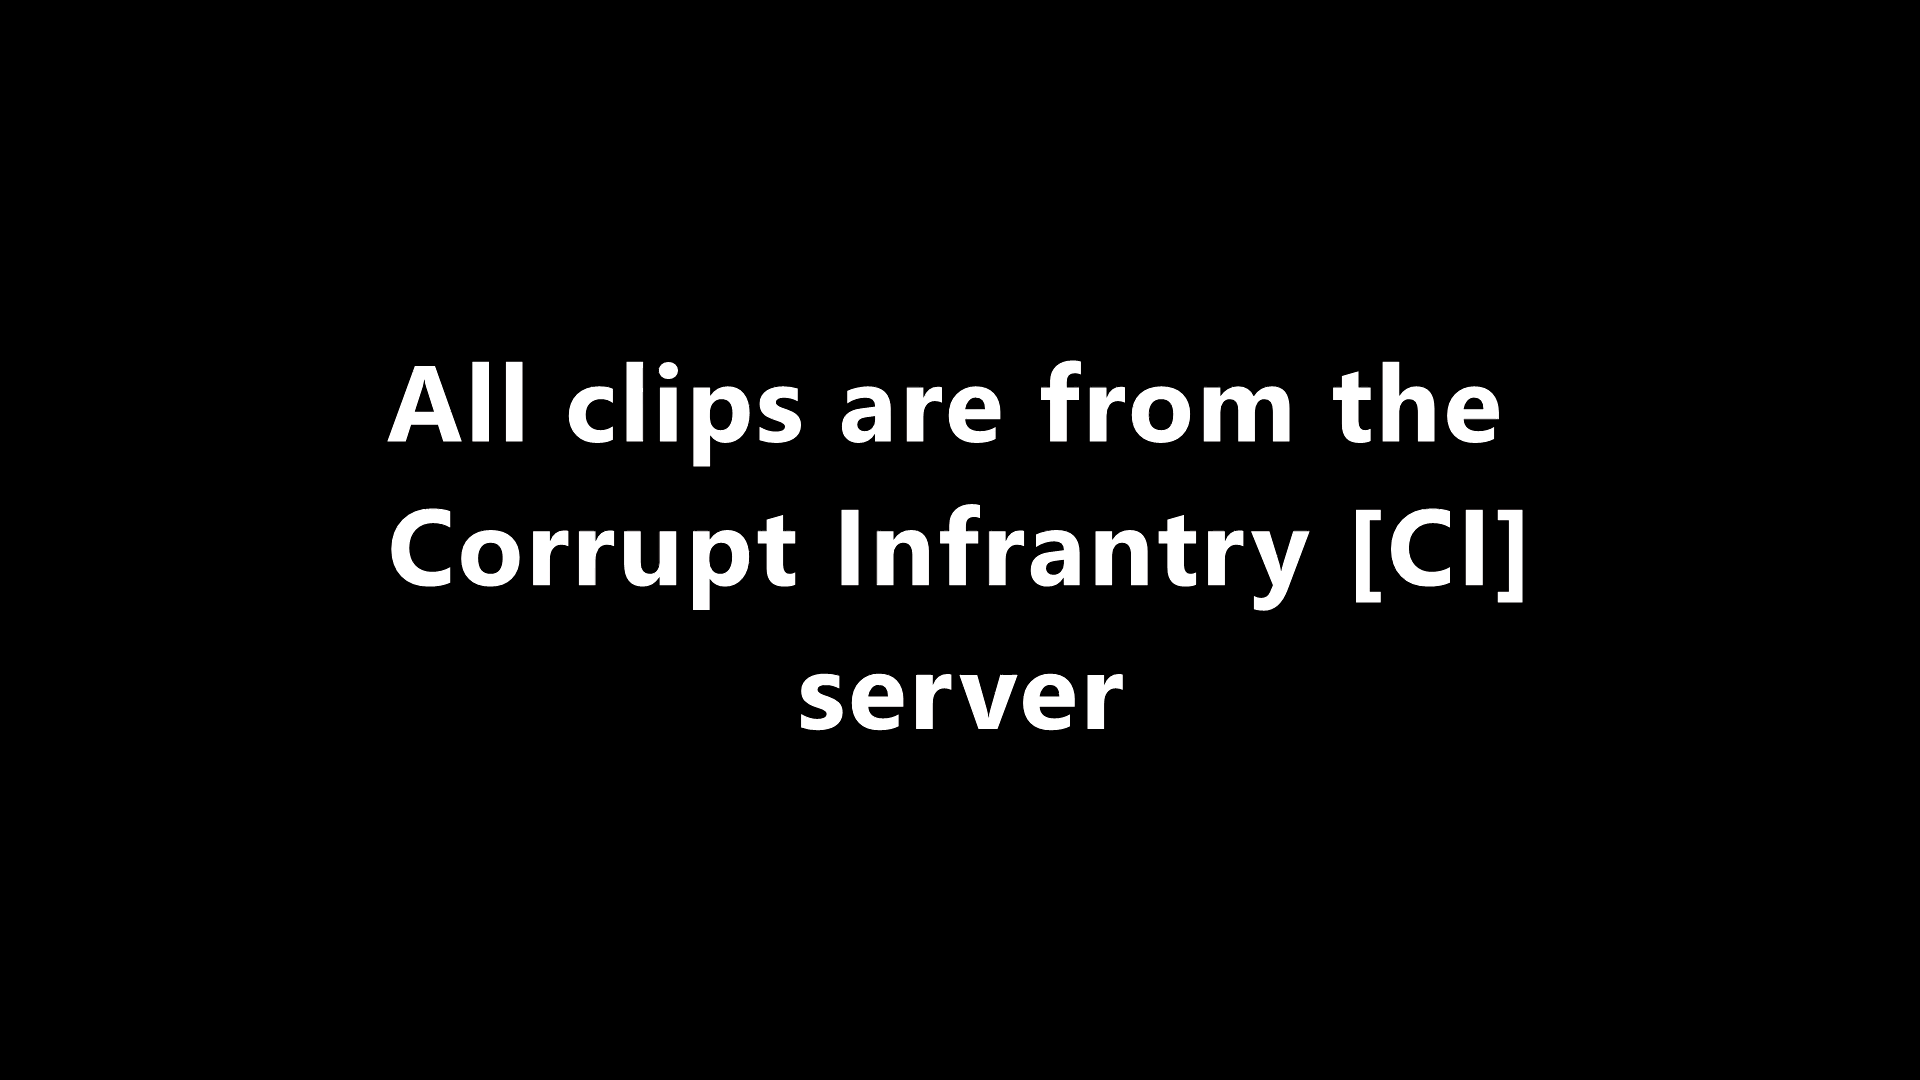 All clips are from the
Corrupt Infrantry [CI]
server